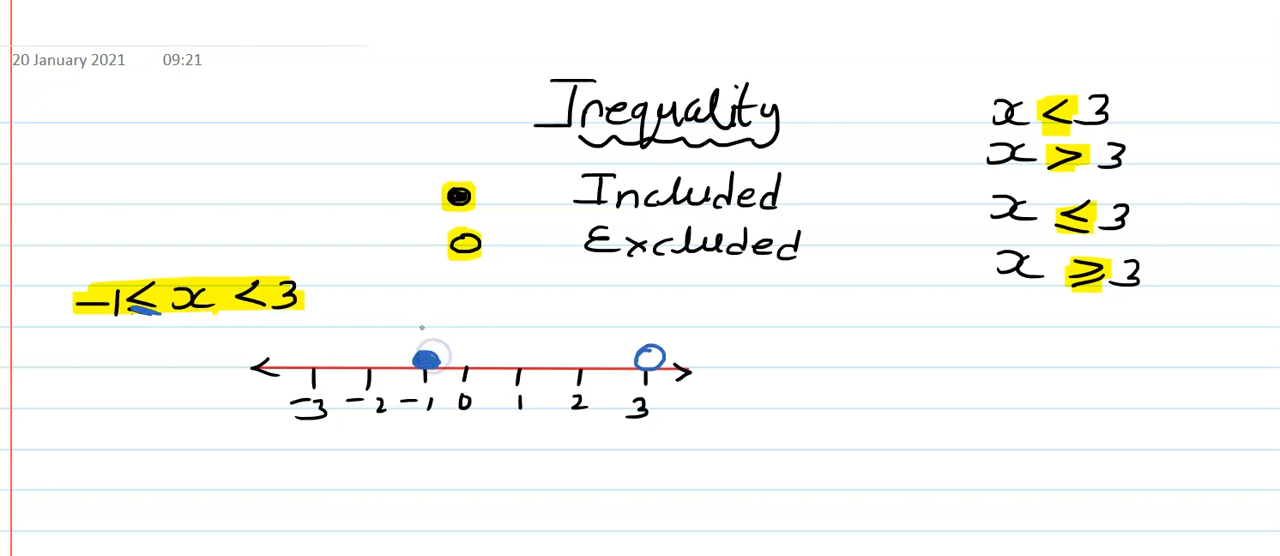 20 January 2021 09:21
Inequality
x < 3
x > 3
Included
x ≤ 3
Excluded
x ≥ 3
-1 ≤ x < 3
-3 -2 -1 0 1 2 3